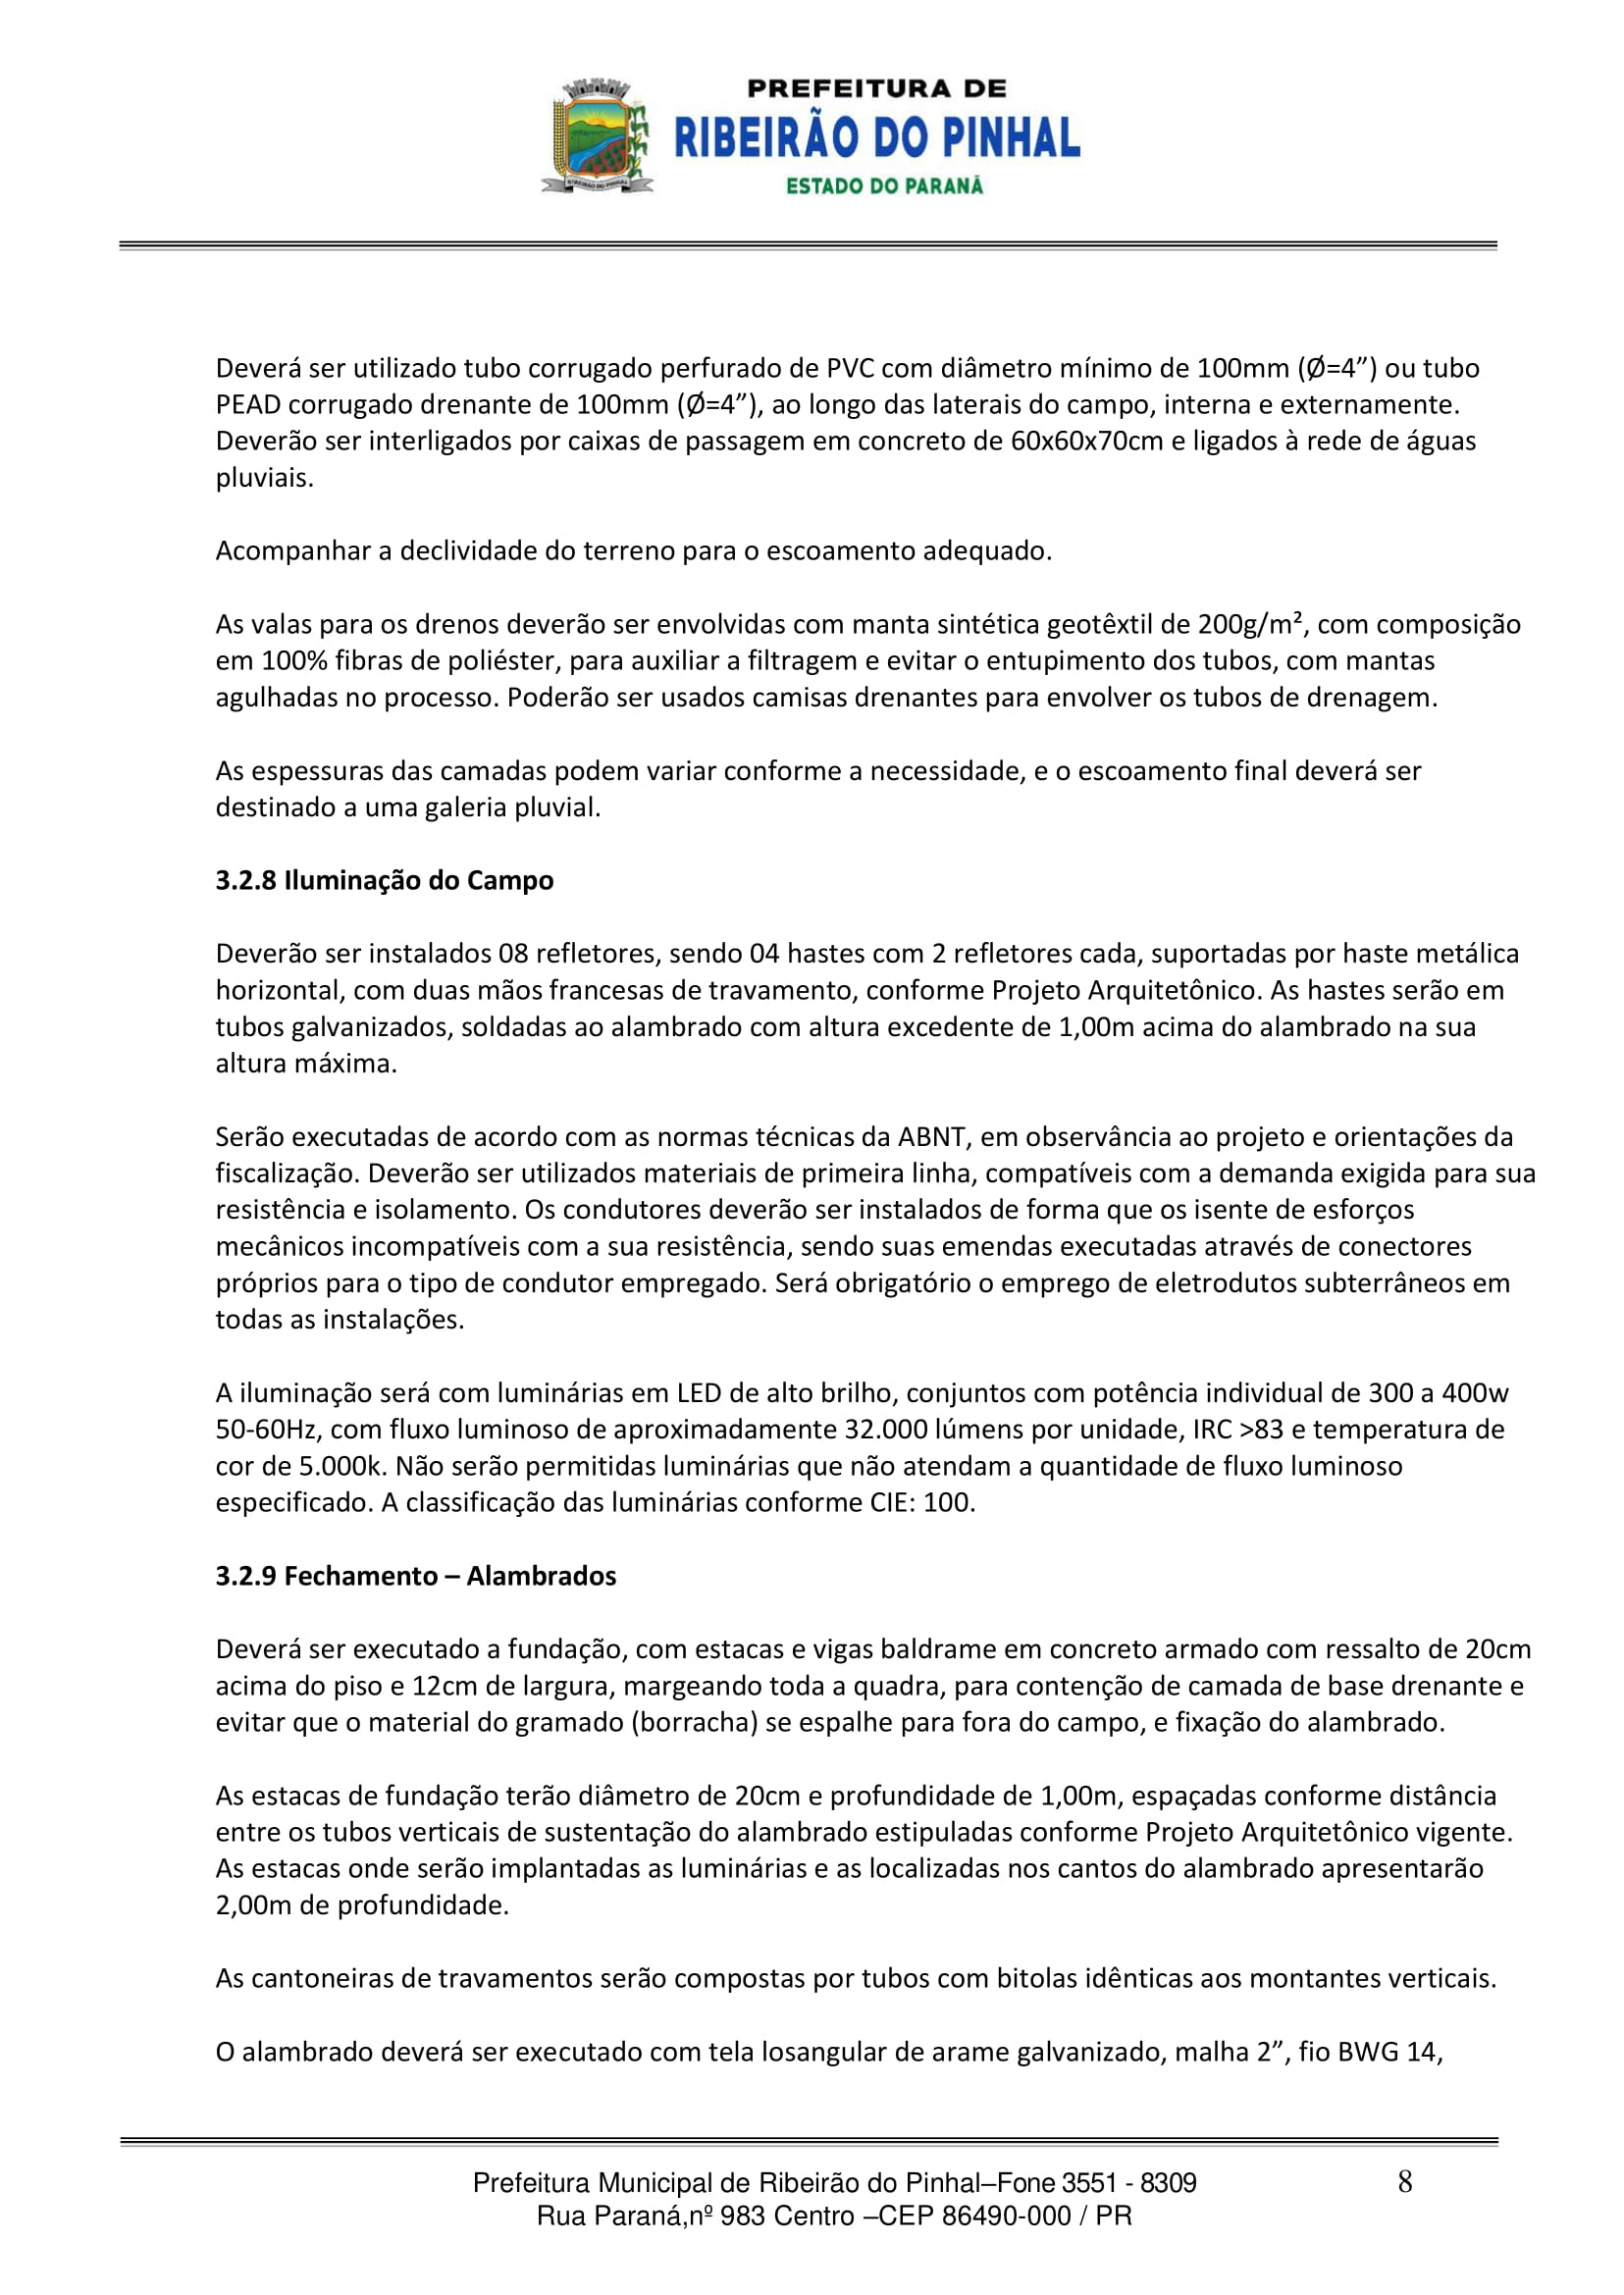 PREFEITURA DE
RIBEIRÃO DO PINHAL
ESTADO DO PARANÁ
RIBEIRÃO DO PINHAL
Deverá ser utilizado tubo corrugado perfurado de PVC com diâmetro mínimo de 100mm (Ø=4”) ou tubo
PEAD corrugado drenante de 100mm (Ø=4”), ao longo das laterais do campo, interna e externamente.
Deverão ser interligados por caixas de passagem em concreto de 60x60x70cm e ligados à rede de águas
pluviais.
Acompanhar a declividade do terreno para o escoamento adequado.
As valas para os drenos deverão ser envolvidas com manta sintética geotêxtil de 200g/m², com composição
em 100% fibras de poliéster, para auxiliar a filtragem e evitar o entupimento dos tubos, com mantas
agulhadas no processo. Poderão ser usados camisas drenantes para envolver os tubos de drenagem.
As espessuras das camadas podem variar conforme a necessidade, e o escoamento final deverá ser
destinado a uma galeria pluvial.
3.2.8 Iluminação do Campo
Deverão ser instalados 08 refletores, sendo 04 hastes com 2 refletores cada, suportadas por haste metálica
horizontal, com duas mãos francesas de travamento, conforme Projeto Arquitetônico. As hastes serão em
tubos galvanizados, soldadas ao alambrado com altura excedente de 1,00m acima do alambrado na sua
altura máxima.
Serão executadas de acordo com as normas técnicas da ABNT, em observância ao projeto e orientações da
fiscalização. Deverão ser utilizados materiais de primeira linha, compatíveis com a demanda exigida para sua
resistência e isolamento. Os condutores deverão ser instalados de forma que os isente de esforços
mecânicos incompatíveis com a sua resistência, sendo suas emendas executadas através de conectores
próprios para o tipo de condutor empregado. Será obrigatório o emprego de eletrodutos subterrâneos em
todas as instalações.
A iluminação será com luminárias em LED de alto brilho, conjuntos com potência individual de 300 a 400w
50-60Hz, com fluxo luminoso de aproximadamente 32.000 lúmens por unidade, IRC >83 e temperatura de
cor de 5.000k. Não serão permitidas luminárias que não atendam a quantidade de fluxo luminoso
especificado. A classificação das luminárias conforme CIE: 100.
3.2.9 Fechamento – Alambrados
Deverá ser executado a fundação, com estacas e vigas baldrame em concreto armado com ressalto de 20cm
acima do piso e 12cm de largura, margeando toda a quadra, para contenção de camada de base drenante e
evitar que o material do gramado (borracha) se espalhe para fora do campo, e fixação do alambrado.
As estacas de fundação terão diâmetro de 20cm e profundidade de 1,00m, espaçadas conforme distância
entre os tubos verticais de sustentação do alambrado estipuladas conforme Projeto Arquitetônico vigente.
As estacas onde serão implantadas as luminárias e as localizadas nos cantos do alambrado apresentarão
2,00m de profundidade.
As cantoneiras de travamentos serão compostas por tubos com bitolas idênticas aos montantes verticais.
O alambrado deverá ser executado com tela losangular de arame galvanizado, malha 2”, fio BWG 14,
Prefeitura Municipal de Ribeirão do Pinhal–Fone 3551 - 8309
8
Rua Paraná,nº 983 Centro –CEP 86490-000 / PR